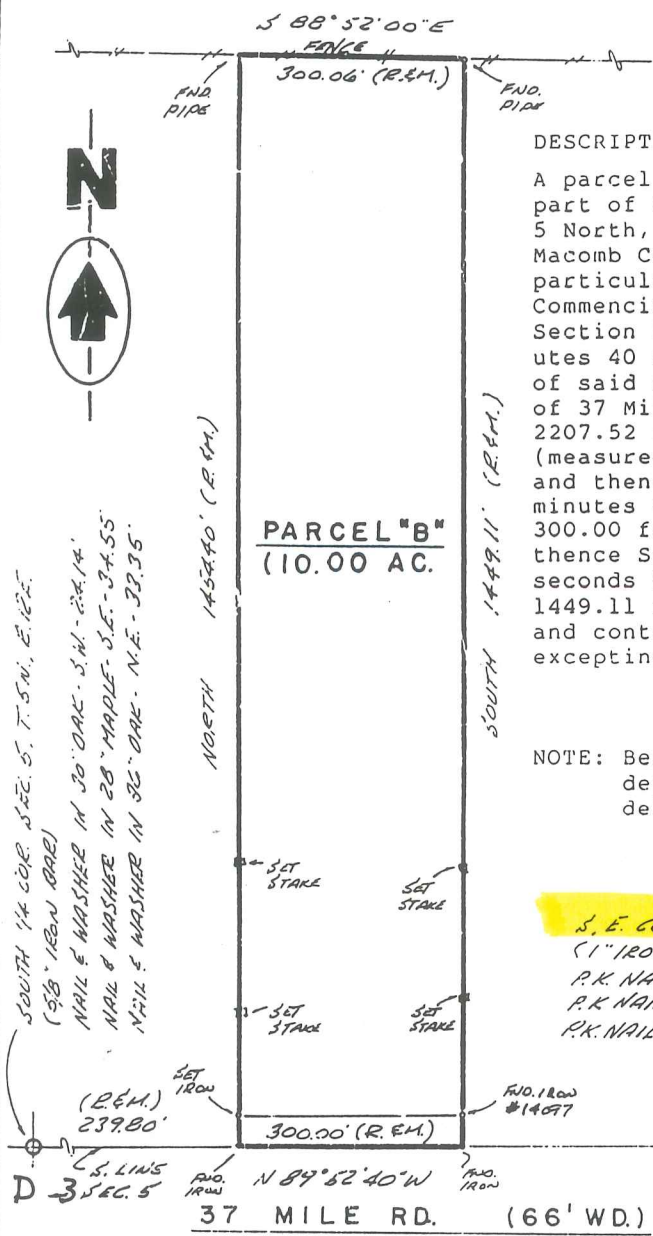 S 88°52'00"E
FENCE
300.06' (R.&M.)
FND.
PIPE
FND.
PIPE
N
NORTH 1454.40' (R.&M.)
SOUTH 1449.11' (R.&M.)
PARCEL "B"
(10.00 AC.
DESCRIPT
A parcel
part of
5 North,
Macomb C
particul
Commenci
Section
utes 40
of said
of 37 Mi
2207.52
(measure
and then
minutes
300.00 f
thence S
seconds
1449.11
and cont
exceptin
NOTE: Be
de
de
SOUTH 1/4 COR. SEC. 5, T.5N., R.12E.
(5/8" IRON BAR)
NAIL & WASHER IN 30" OAK - S.W. - 24.14'
NAIL & WASHER IN 28" MAPLE - S.E. - 34.55'
NAIL & WASHER IN 36" OAK - N.E. - 33.35'
SET
STAKE
SET
STAKE
SET
STAKE
SET
STAKE
S. E. CO
(1" IRO
P.K. NA
P.K. NAI
P.K. NAIL
SET
IRON
FND. IRON
#14097
(R.&M.)
239.80'
300.00' (R.&M.)
S. LINE
SEC. 5
D 3
FND.
IRON
N 89°52'40"W
FND.
IRON
37 MILE RD. (66' WD.)